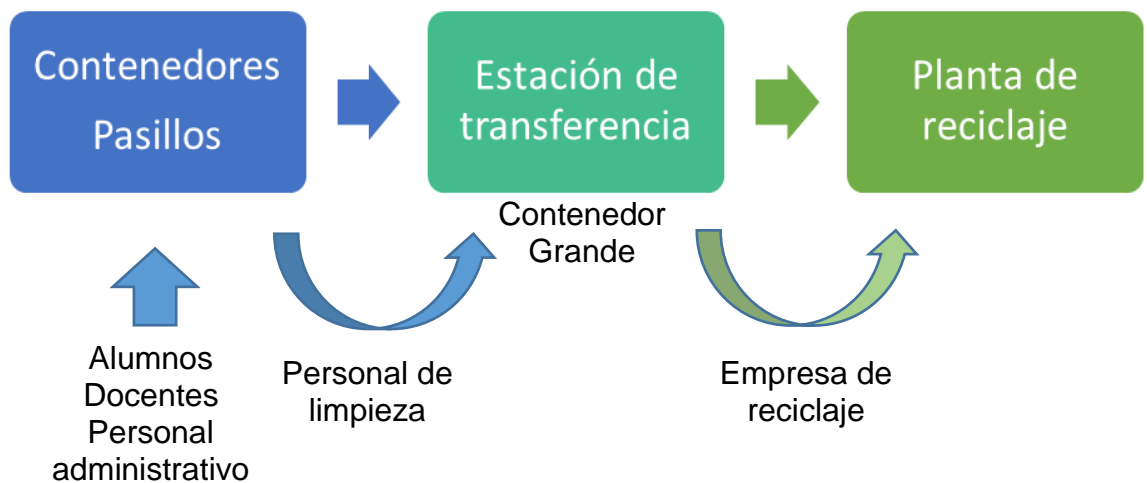 Contenedores
Pasillos
Estación de
transferencia
Planta de
reciclaje
Contenedor
Grande
Alumnos
Docentes
Personal
administrativo
Personal de
limpieza
Empresa de
reciclaje